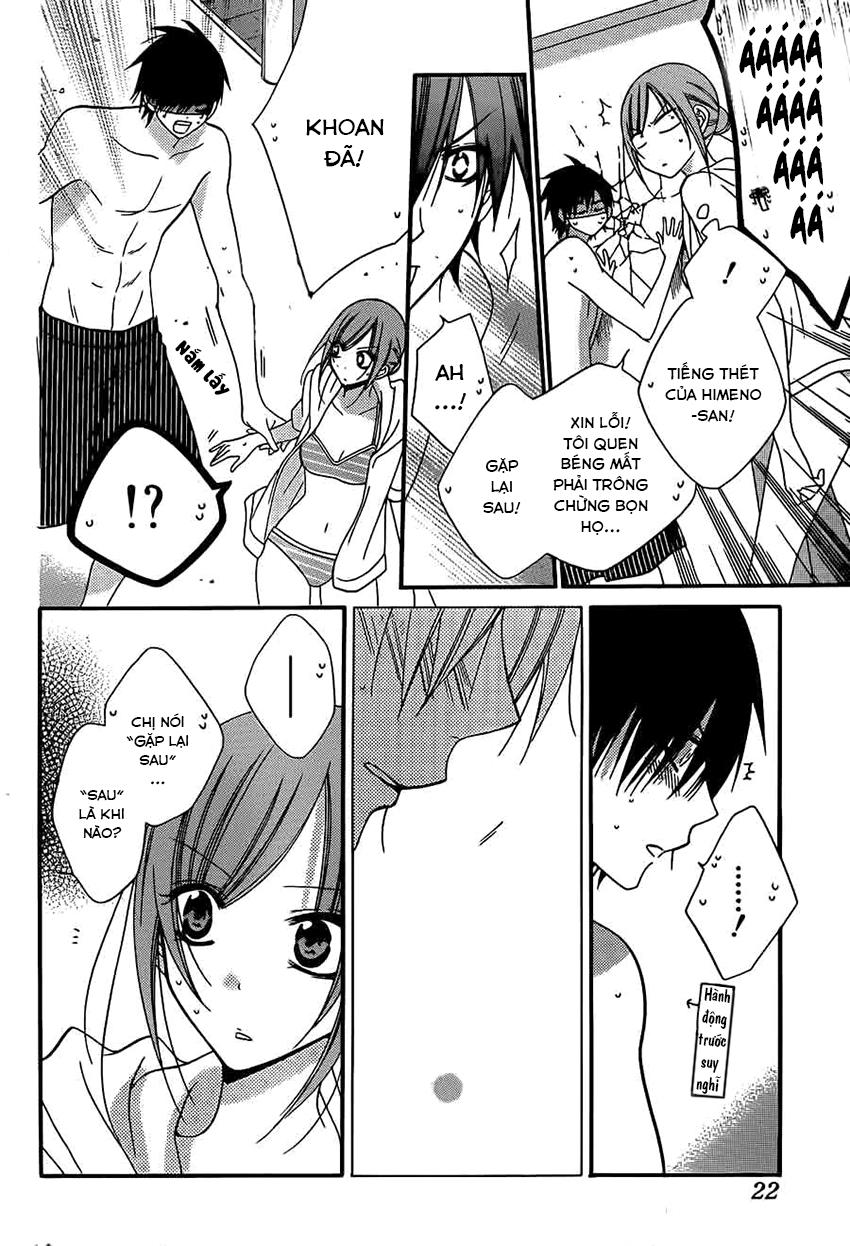 ÁÁÁÁÁ
ÁÁÁÁ
ÁÁÁ
ÁÁ
!
TIẾNG THÉT
CỦA HIMENO
-SAN!
XIN LỖI!
TÔI QUEN
BÉNG MẤT
PHẢI TRÔNG
CHỪNG BỌN
HỌ...
GẶP
LẠI
SAU!
AH
...!
KHOAN
ĐÃ!
Nắm lấy
!?
.......!
Hành
động
trước
suy
nghĩ
CHỊ NÓI
“GẶP LẠI
SAU”
...
“SAU”
LÀ KHI
NÀO?
22